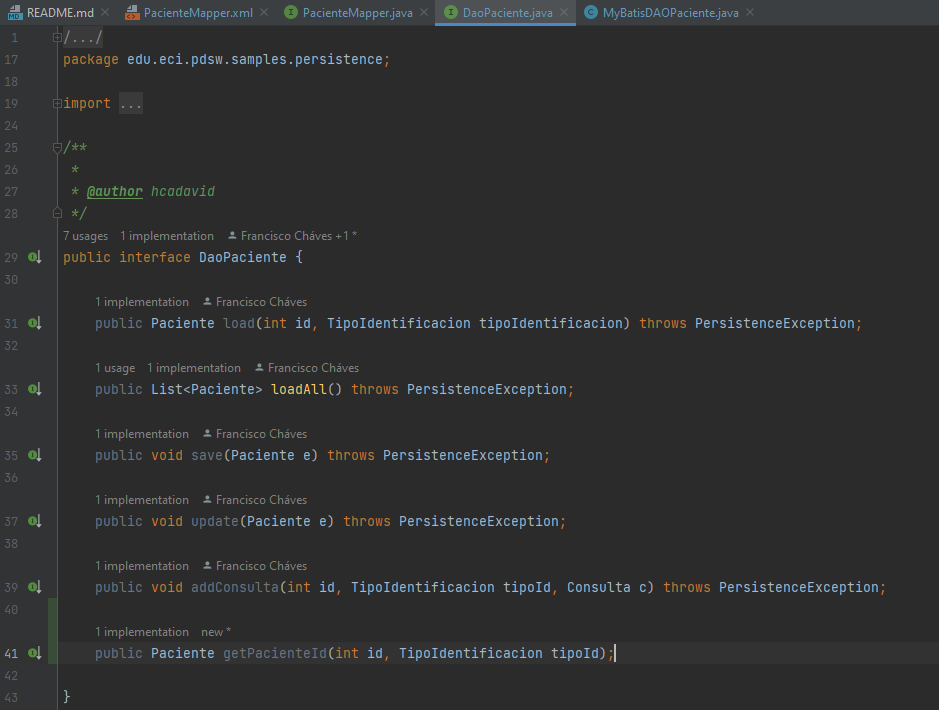 README.md PacienteMapper.xml PacienteMapper.java DaoPaciente.java MyBatisDAOPaciente.java
1 /.../
17 package edu.eci.pdsw.samples.persistence;
18
19 import ...
24
25 /**
26 *
27 * @author hcadavid
28 */
7 usages 1 implementation Francisco Cháves +1 *
29 public interface DaoPaciente {
30
1 implementation Francisco Cháves
31 public Paciente load(int id, TipoIdentificacion tipoIdentificacion) throws PersistenceException;
32
1 usage 1 implementation Francisco Cháves
33 public List<Paciente> loadAll() throws PersistenceException;
34
1 implementation Francisco Cháves
35 public void save(Paciente e) throws PersistenceException;
36
1 implementation Francisco Cháves
37 public void update(Paciente e) throws PersistenceException;
38
1 implementation Francisco Cháves
39 public void addConsulta(int id, TipoIdentificacion tipoId, Consulta c) throws PersistenceException;
40
1 implementation new *
41 public Paciente getPacienteId(int id, TipoIdentificacion tipoId);
42
43 }